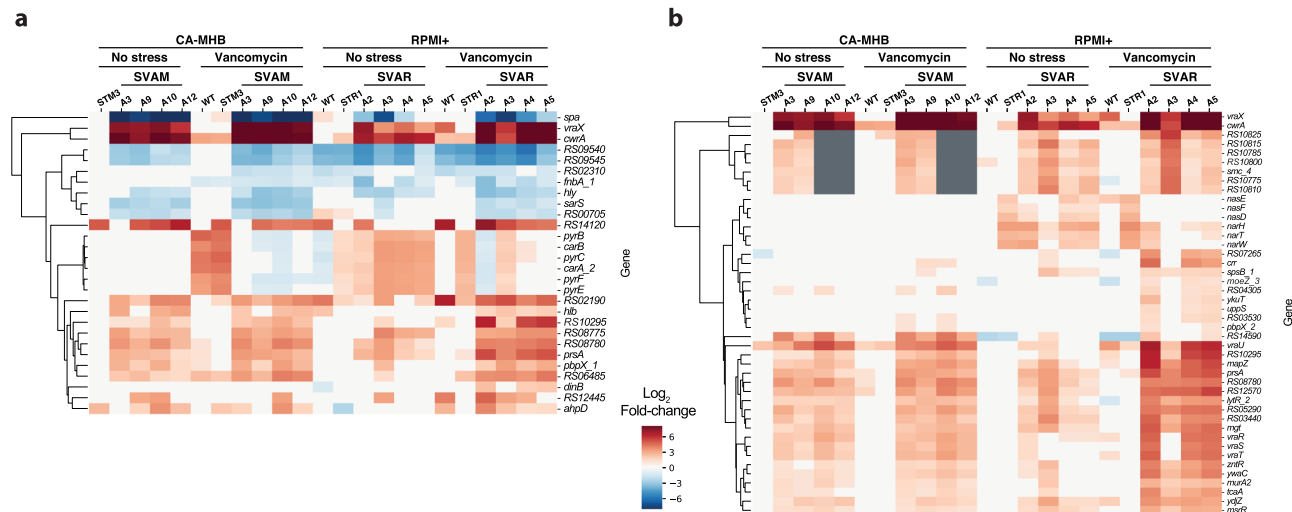 a
CA-MHB RPMI+
No stress Vancomycin No stress Vancomycin
SVAM SVAM SVAR SVAR
STM3 A3 A9 A10 A12 WT STM3 A3 A9 A10 A12 WT STR1 A2 A3 A4 A5 WT STR1 A2 A3 A4 A5
spa
vraX
cwrA
RS09540
RS09545
RS02310
fnbA_1
hly
sarS
RS00705
RS14120
pyrB
carB
pyrC
carA_2
pyrF
pyrE
RS02190
hlb
RS10295
RS08775
RS08780
prsA
pbpX_1
RS06485
dinB
RS12445
ahpD
Gene
Log2
Fold-change
6
3
0
−3
−6
b
CA-MHB RPMI+
No stress Vancomycin No stress Vancomycin
SVAM SVAM SVAR SVAR
STM3 A3 A9 A10 A12 WT STM3 A3 A9 A10 A12 WT STR1 A2 A3 A4 A5 WT STR1 A2 A3 A4 A5
vraX
cwrA
RS10825
RS10815
RS10785
RS10800
smc_4
RS10775
RS10810
nasE
nasF
nasD
narH
narT
narW
RS07265
crr
spsB_1
moeZ_3
RS04305
ykuT
uppS
RS03530
pbpX_2
RS14590
vraU
RS10295
mapZ
prsA
RS08780
RS12570
lytR_2
RS05290
RS03440
mgt
vraR
vraS
vraT
zntR
ywaC
murA2
tcaA
ydjZ
msrR
Gene